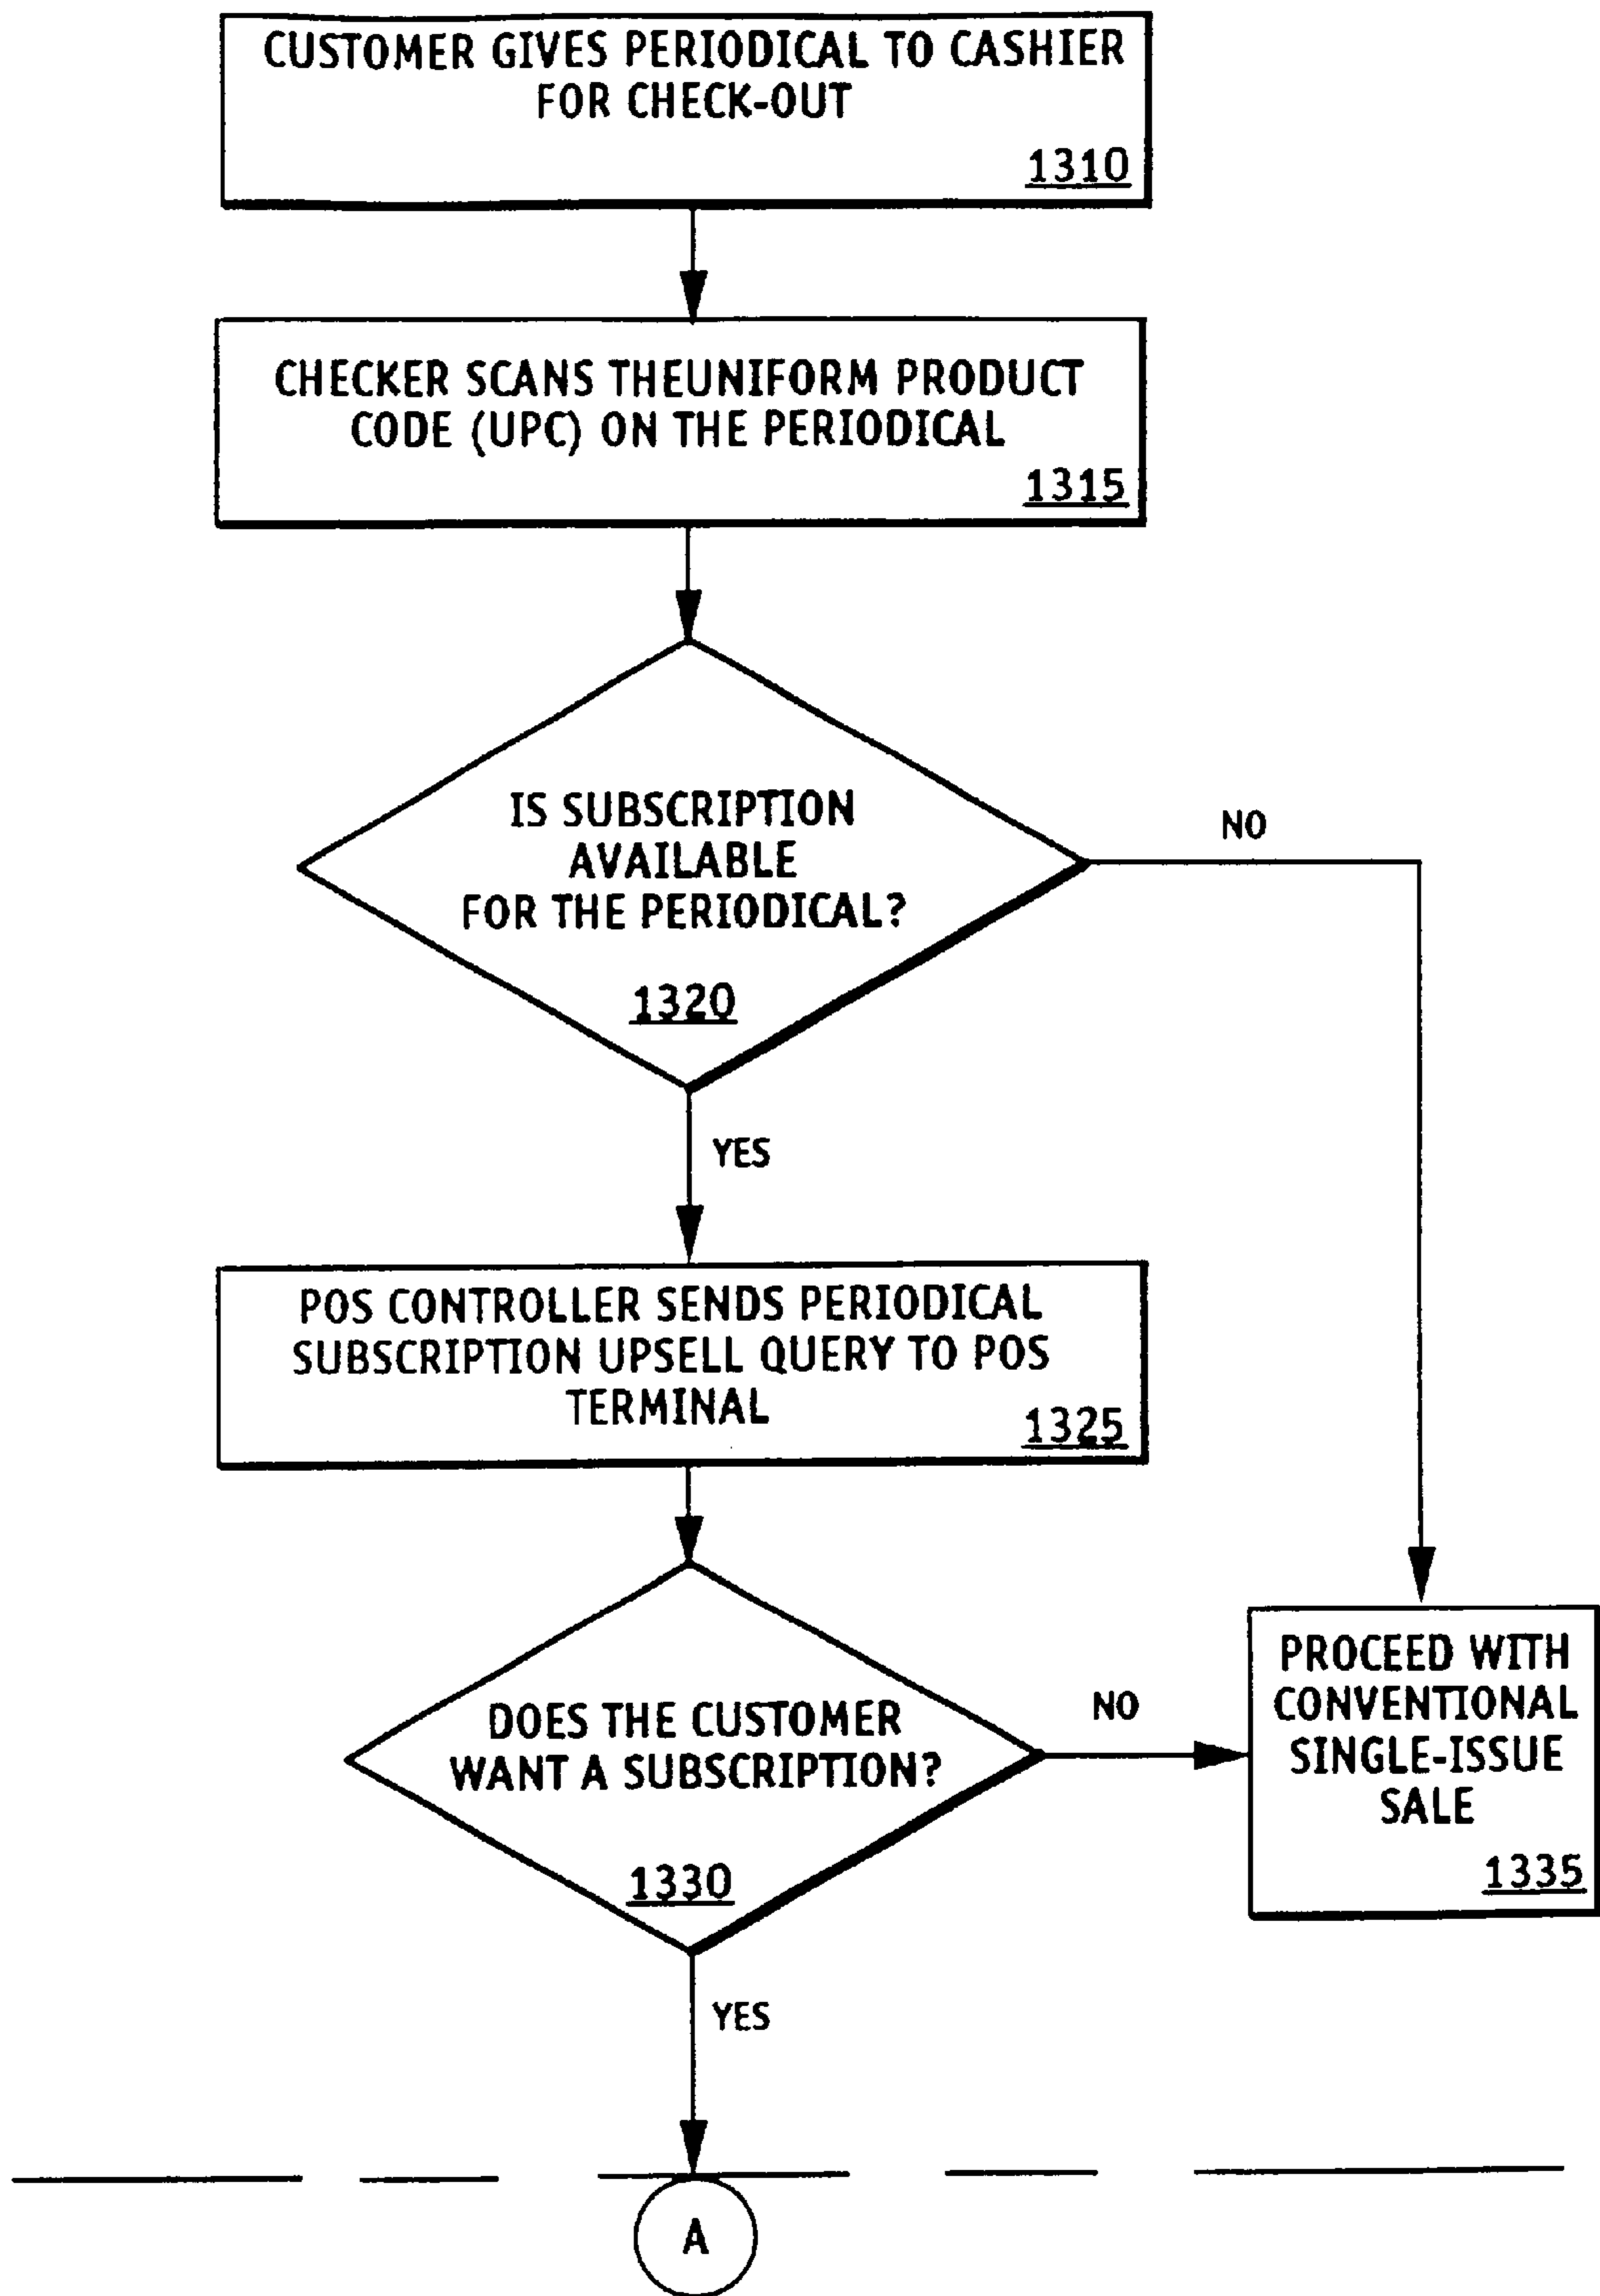 CUSTOMER GIVES PERIODICAL TO CASHIER
FOR CHECK-OUT
1310
CHECKER SCANS THEUNIFORM PRODUCT
CODE (UPC) ON THE PERIODICAL
1315
IS SUBSCRIPTION
AVAILABLE
FOR THE PERIODICAL?
1320
NO
YES
POS CONTROLLER SENDS PERIODICAL
SUBSCRIPTION UPSELL QUERY TO POS
TERMINAL
1325
DOES THE CUSTOMER
WANT A SUBSCRIPTION?
1330
NO
PROCEED WITH
CONVENTIONAL
SINGLE-ISSUE
SALE
1335
YES
A